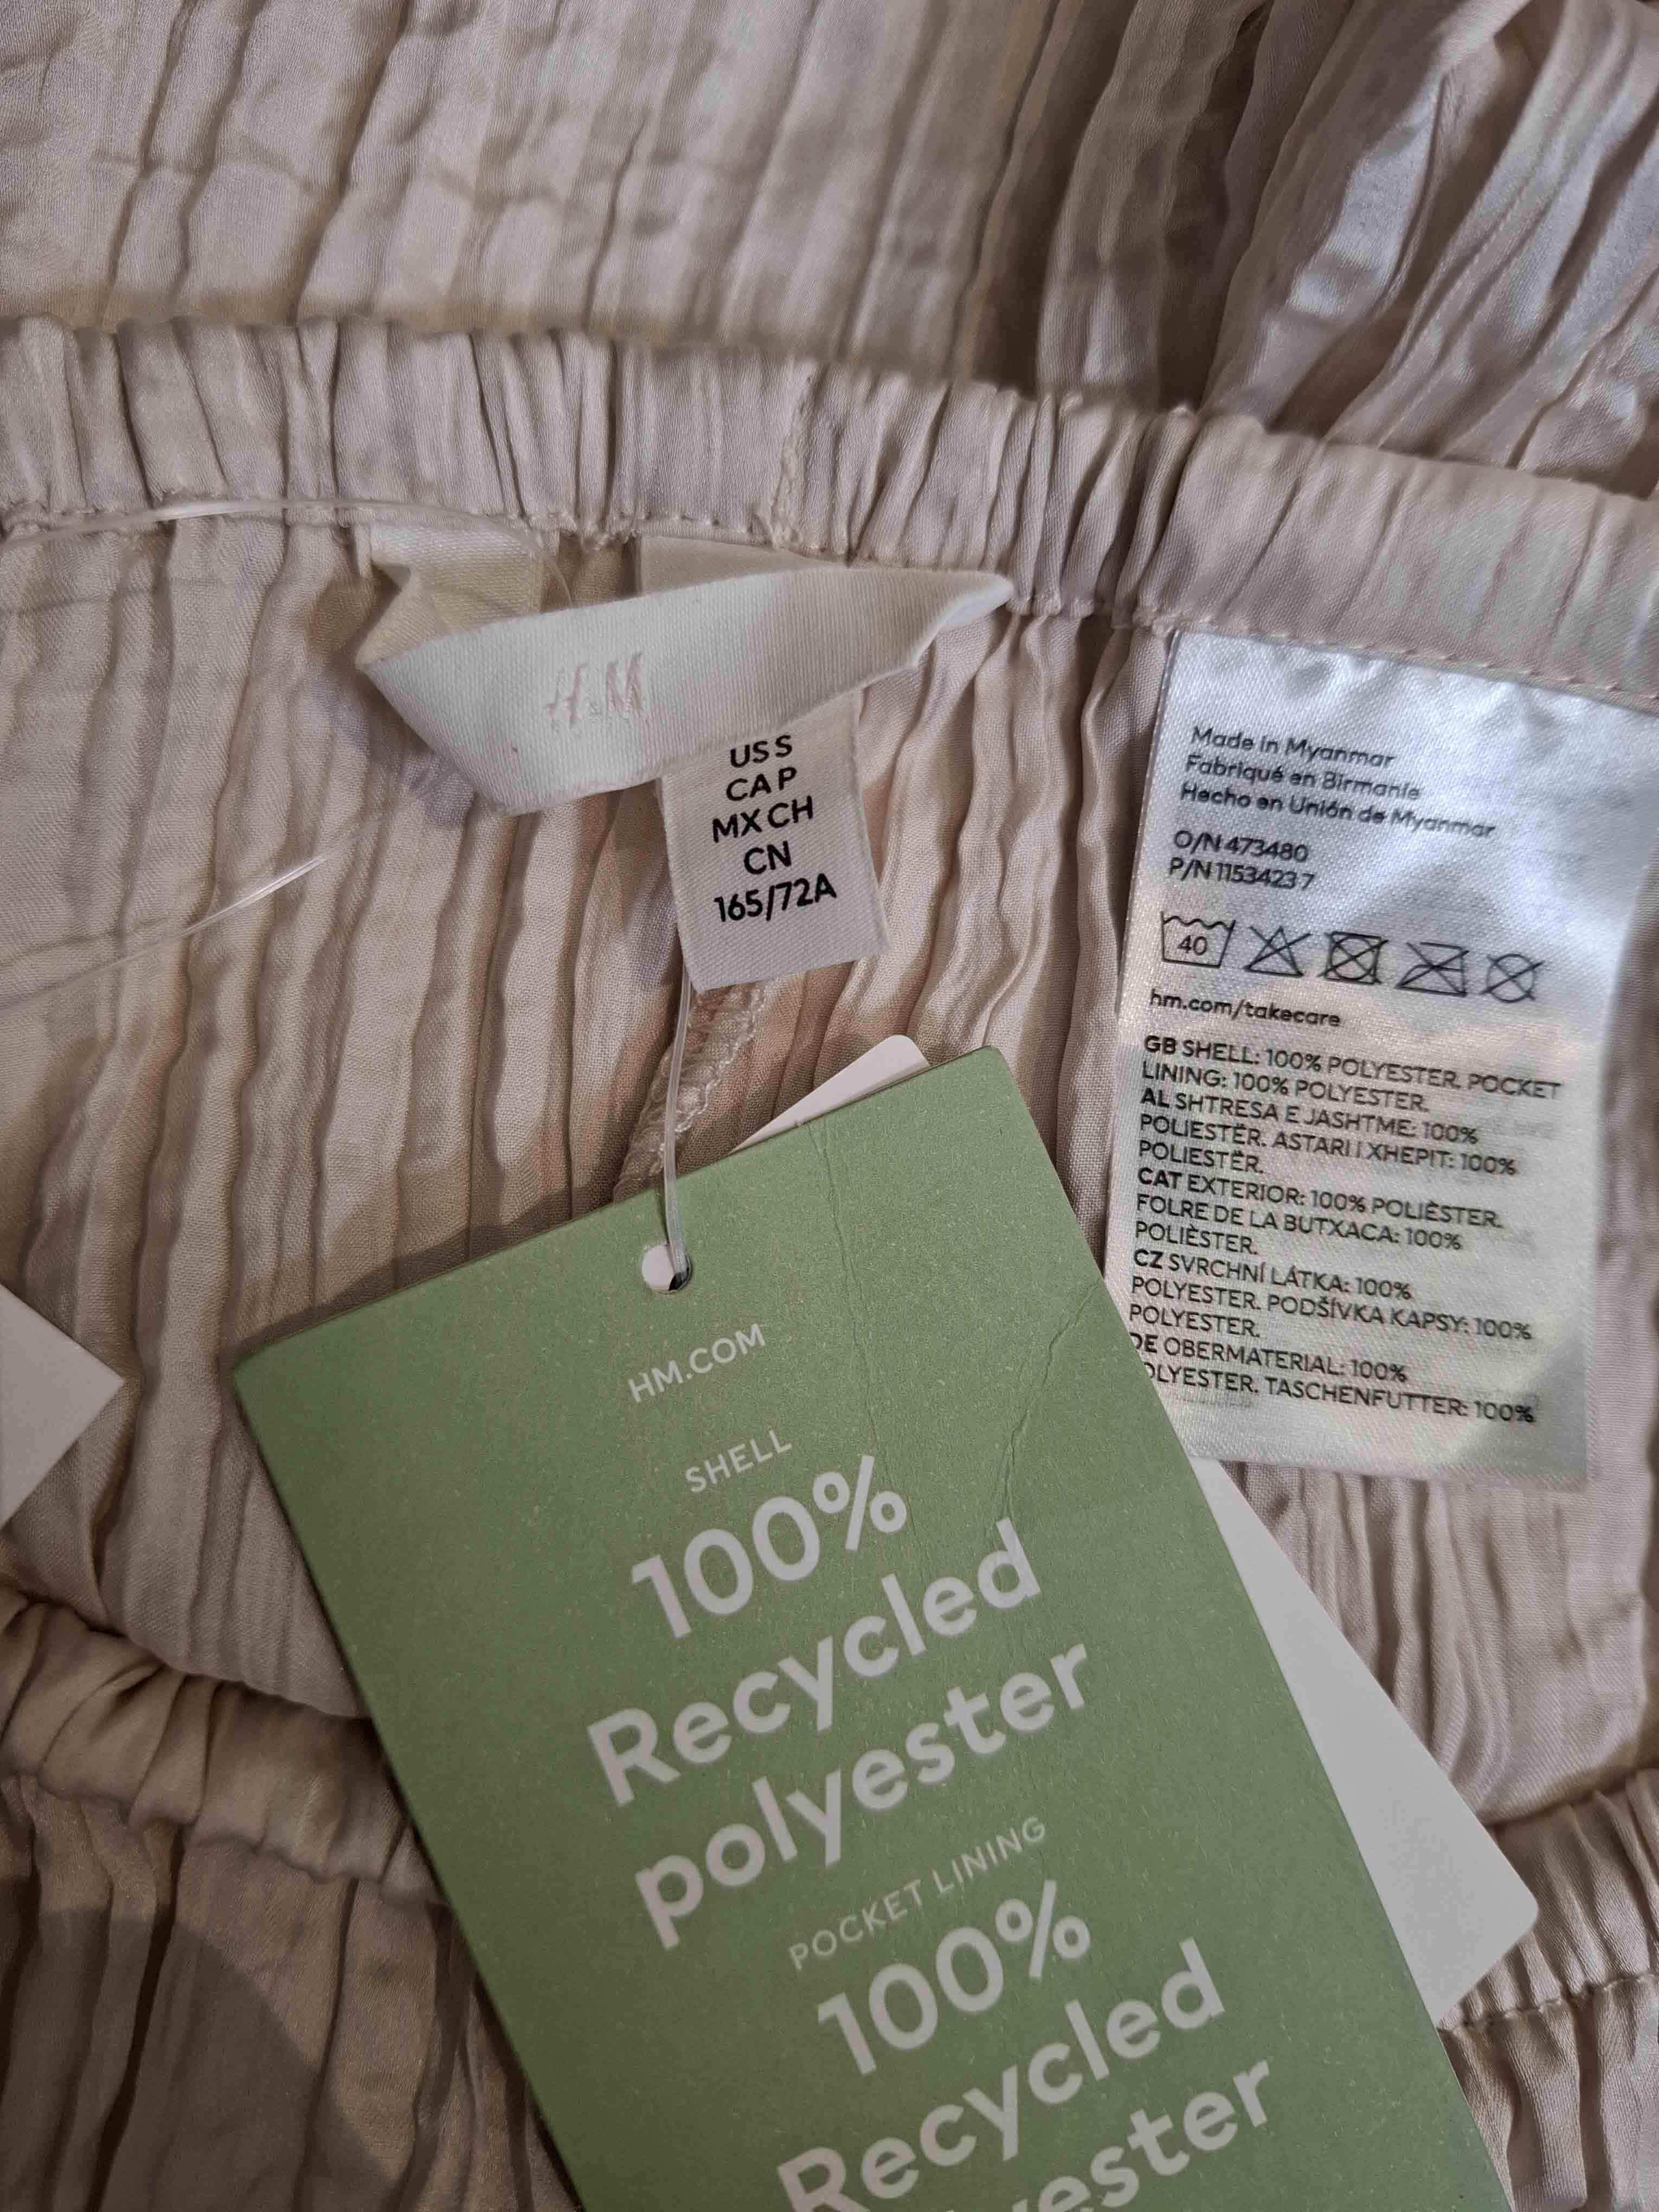 H&M
US S
CA P
MX CH
CN
165/72A
Made in Myanmar
Fabriqué en Birmanie
Hecho en Unión de Myanmar
O/N 473480
P/N 1153423 7
40
hm.com/takecare
GB SHELL: 100% POLYESTER. POCKET
LINING: 100% POLYESTER.
AL SHTRESA E JASHTME: 100%
POLIESTËR. ASTARI I XHEPIT: 100%
POLIESTËR.
CAT EXTERIOR: 100% POLIÈSTER.
FOLRE DE LA BUTXACA: 100%
POLIÈSTER.
CZ SVRCHNÍ LÁTKA: 100%
POLYESTER. PODŠÍVKA KAPSY: 100%
POLYESTER.
DE OBERMATERIAL: 100%
OLYESTER. TASCHENFUTTER: 100%
HM.COM
SHELL
100%
Recycled
polyester
POCKET LINING
100%
Recycled
yester